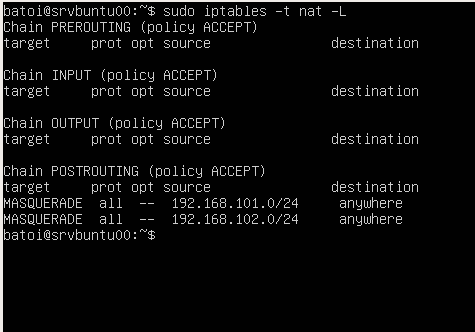 batoi@srvbuntu00:~$ sudo iptables -t nat -L
Chain PREROUTING (policy ACCEPT)
target     prot opt source               destination

Chain INPUT (policy ACCEPT)
target     prot opt source               destination

Chain OUTPUT (policy ACCEPT)
target     prot opt source               destination

Chain POSTROUTING (policy ACCEPT)
target     prot opt source               destination
MASQUERADE  all  --  192.168.101.0/24     anywhere
MASQUERADE  all  --  192.168.102.0/24     anywhere
batoi@srvbuntu00:~$